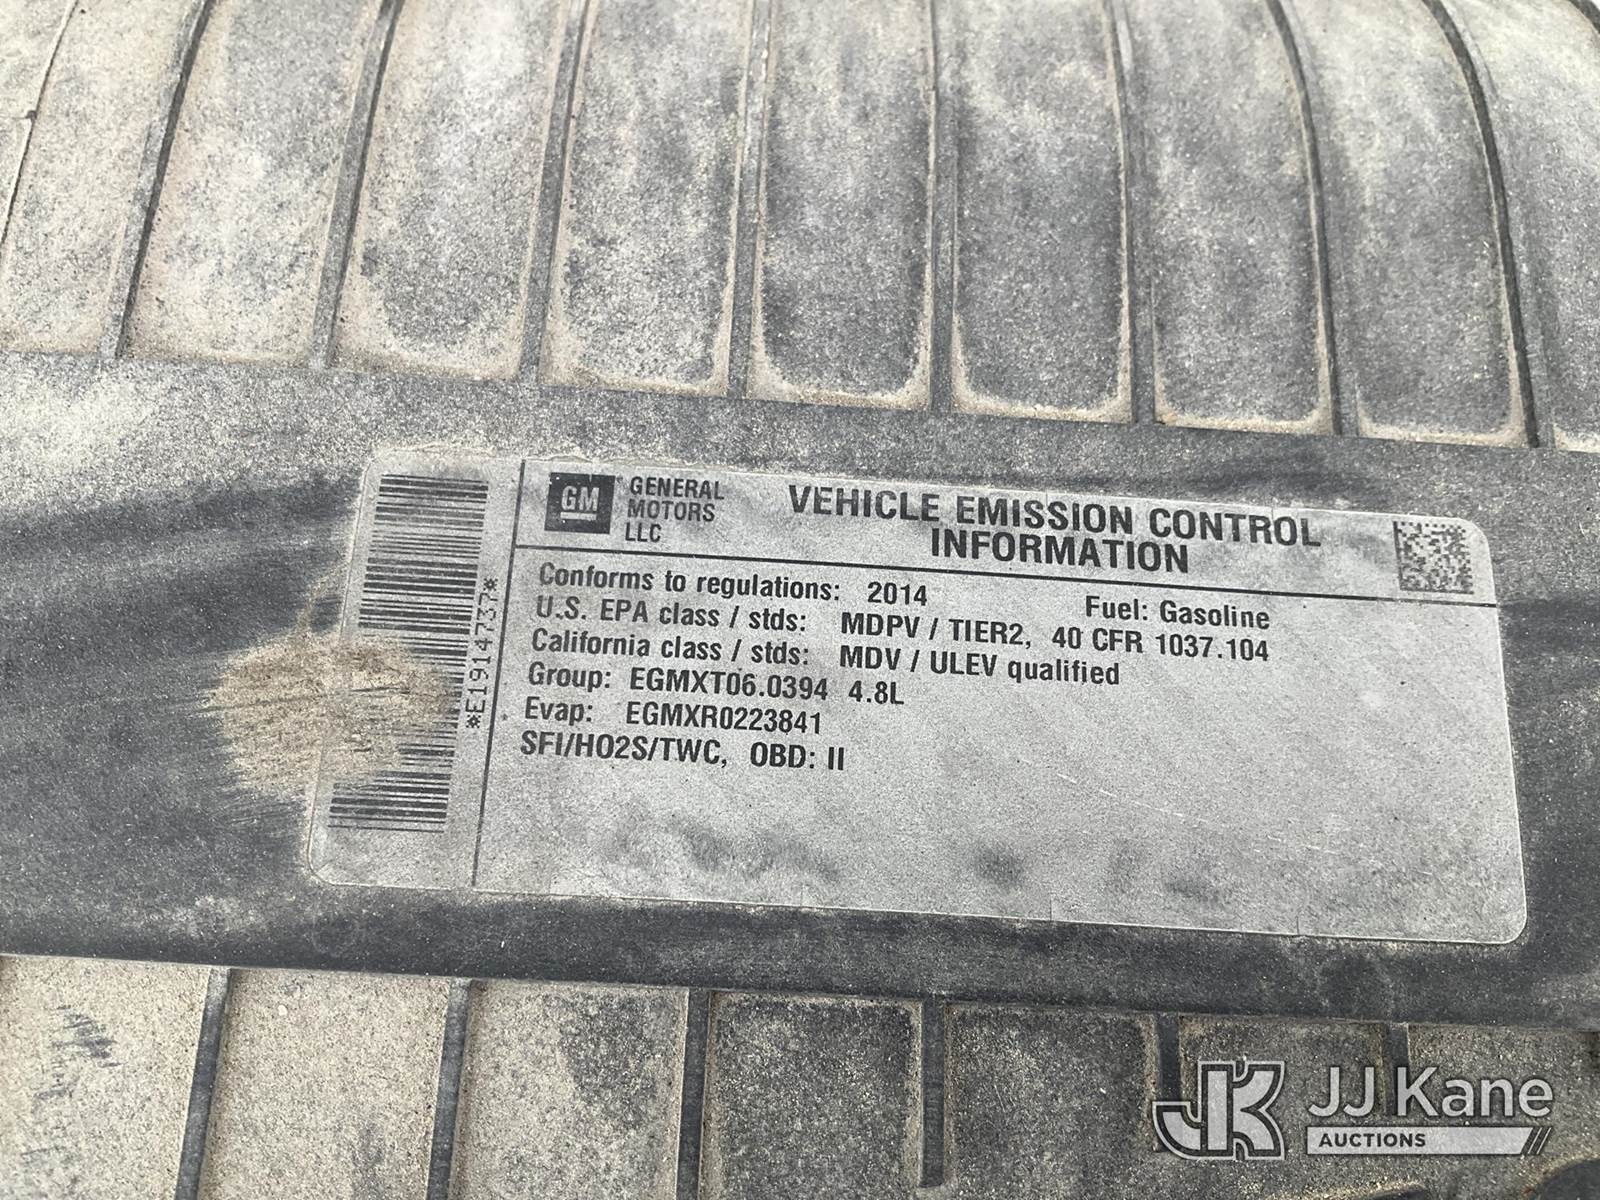 GM
GENERAL
MOTORS
LLC
VEHICLE EMISSION CONTROL
INFORMATION
Conforms to regulations: 2014 Fuel: Gasoline
U.S. EPA class / stds: MDPV / TIER2, 40 CFR 1037.104
California class / stds: MDV / ULEV qualified
Group: EGMXT06.0394 4.8L
Evap: EGMXR0223841
SFI/HO2S/TWC, OBD: II
*E1914737*
JK JJ Kane
AUCTIONS